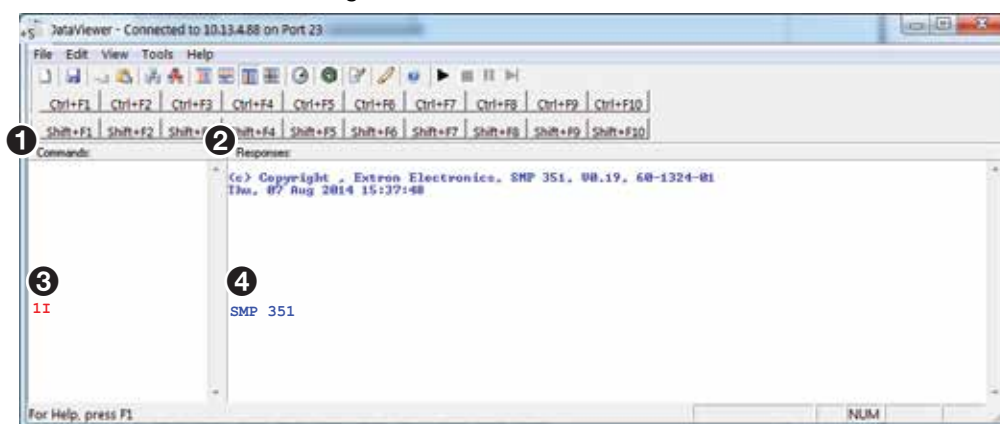 DataViewer - Connected to 10.13.4.88 on Port 23
File Edit View Tools Help
Ctrl+F1 Ctrl+F2 Ctrl+F3 Ctrl+F4 Ctrl+F5 Ctrl+F6 Ctrl+F7 Ctrl+F8 Ctrl+F9 Ctrl+F10
Shift+F1 Shift+F2 Shift+F Shift+F4 Shift+F5 Shift+F6 Shift+F7 Shift+F8 Shift+F9 Shift+F10
1 2
Commands: Responses:
(c) Copyright , Extron Electronics, SMP 351, V0.19, 60-1324-01
Thu, 07 Aug 2014 15:37:48
3 4
1I SMP 351
For Help, press F1 NUM